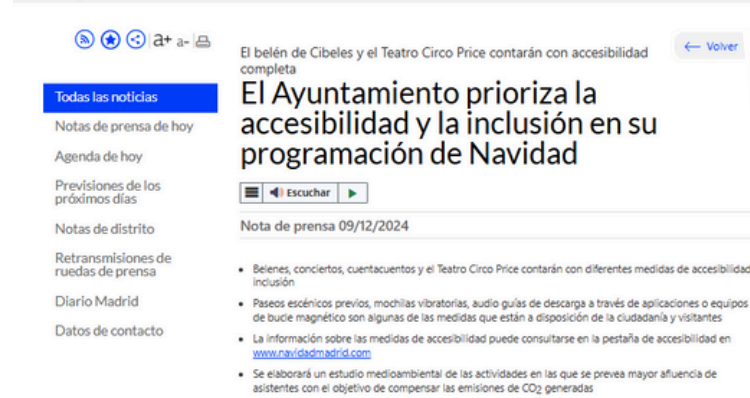 a+ a-
Todas las noticias
Notas de prensa de hoy
Agenda de hoy
Previsiones de los
próximos días
Notas de distrito
Retransmisiones de
ruedas de prensa
Diario Madrid
Datos de contacto
← Volver
El belén de Cibeles y el Teatro Circo Price contarán con accesibilidad
completa
El Ayuntamiento prioriza la
accesibilidad y la inclusión en su
programación de Navidad
Escuchar
Nota de prensa 09/12/2024
• Belenes, conciertos, cuentacuentos y el Teatro Circo Price contarán con diferentes medidas de accesibilidad
inclusión
• Paseos escénicos previos, mochilas vibratorias, audio guías de descarga a través de aplicaciones o equipos
de bucle magnético son algunas de las medidas que están a disposición de la ciudadanía y visitantes
• La información sobre las medidas de accesibilidad puede consultarse en la pestaña de accesibilidad en
www.navidadmadrid.com
• Se elaborará un estudio medioambiental de las actividades en las que se prevea mayor afluencia de
asistentes con el objetivo de compensar las emisiones de CO2 generadas